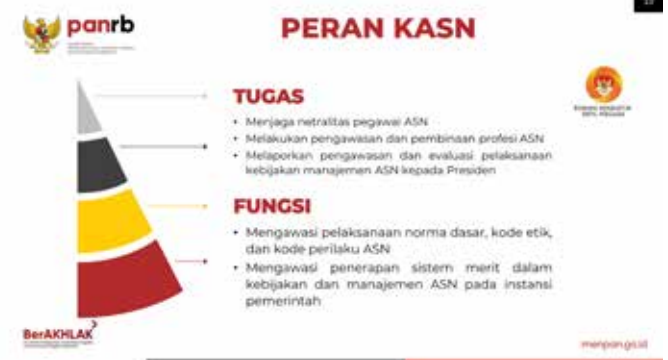 panrb
PERAN KASN
TUGAS
• Menjaga netralitas pegawai ASN
• Melakukan pengawasan dan pembinaan profesi ASN
• Melaporkan pengawasan dan evaluasi pelaksanaan
kebijakan manajemen ASN kepada Presiden
FUNGSI
• Mengawasi pelaksanaan norma dasar, kode etik,
dan kode perilaku ASN
• Mengawasi penerapan sistem merit dalam
kebijakan dan manajemen ASN pada instansi
pemerintah
BerAKHLAK
menpan.go.id